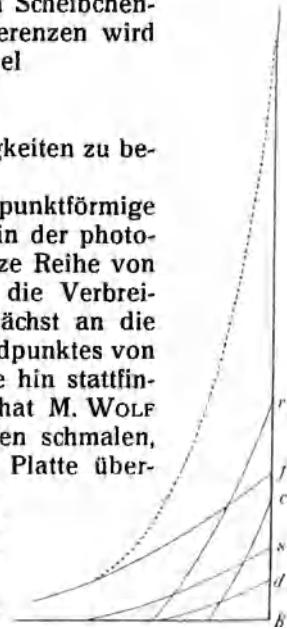 Scheibchen-
erenzen wird
el
gkeiten zu be-
punktförmige
in der photo-
ze Reihe von
die Verbrei-
ächst an die
dpunktes von
e hin stattfin-
hat M. WOLF
en schmalen,
Platte über-
r
f
c
s
d